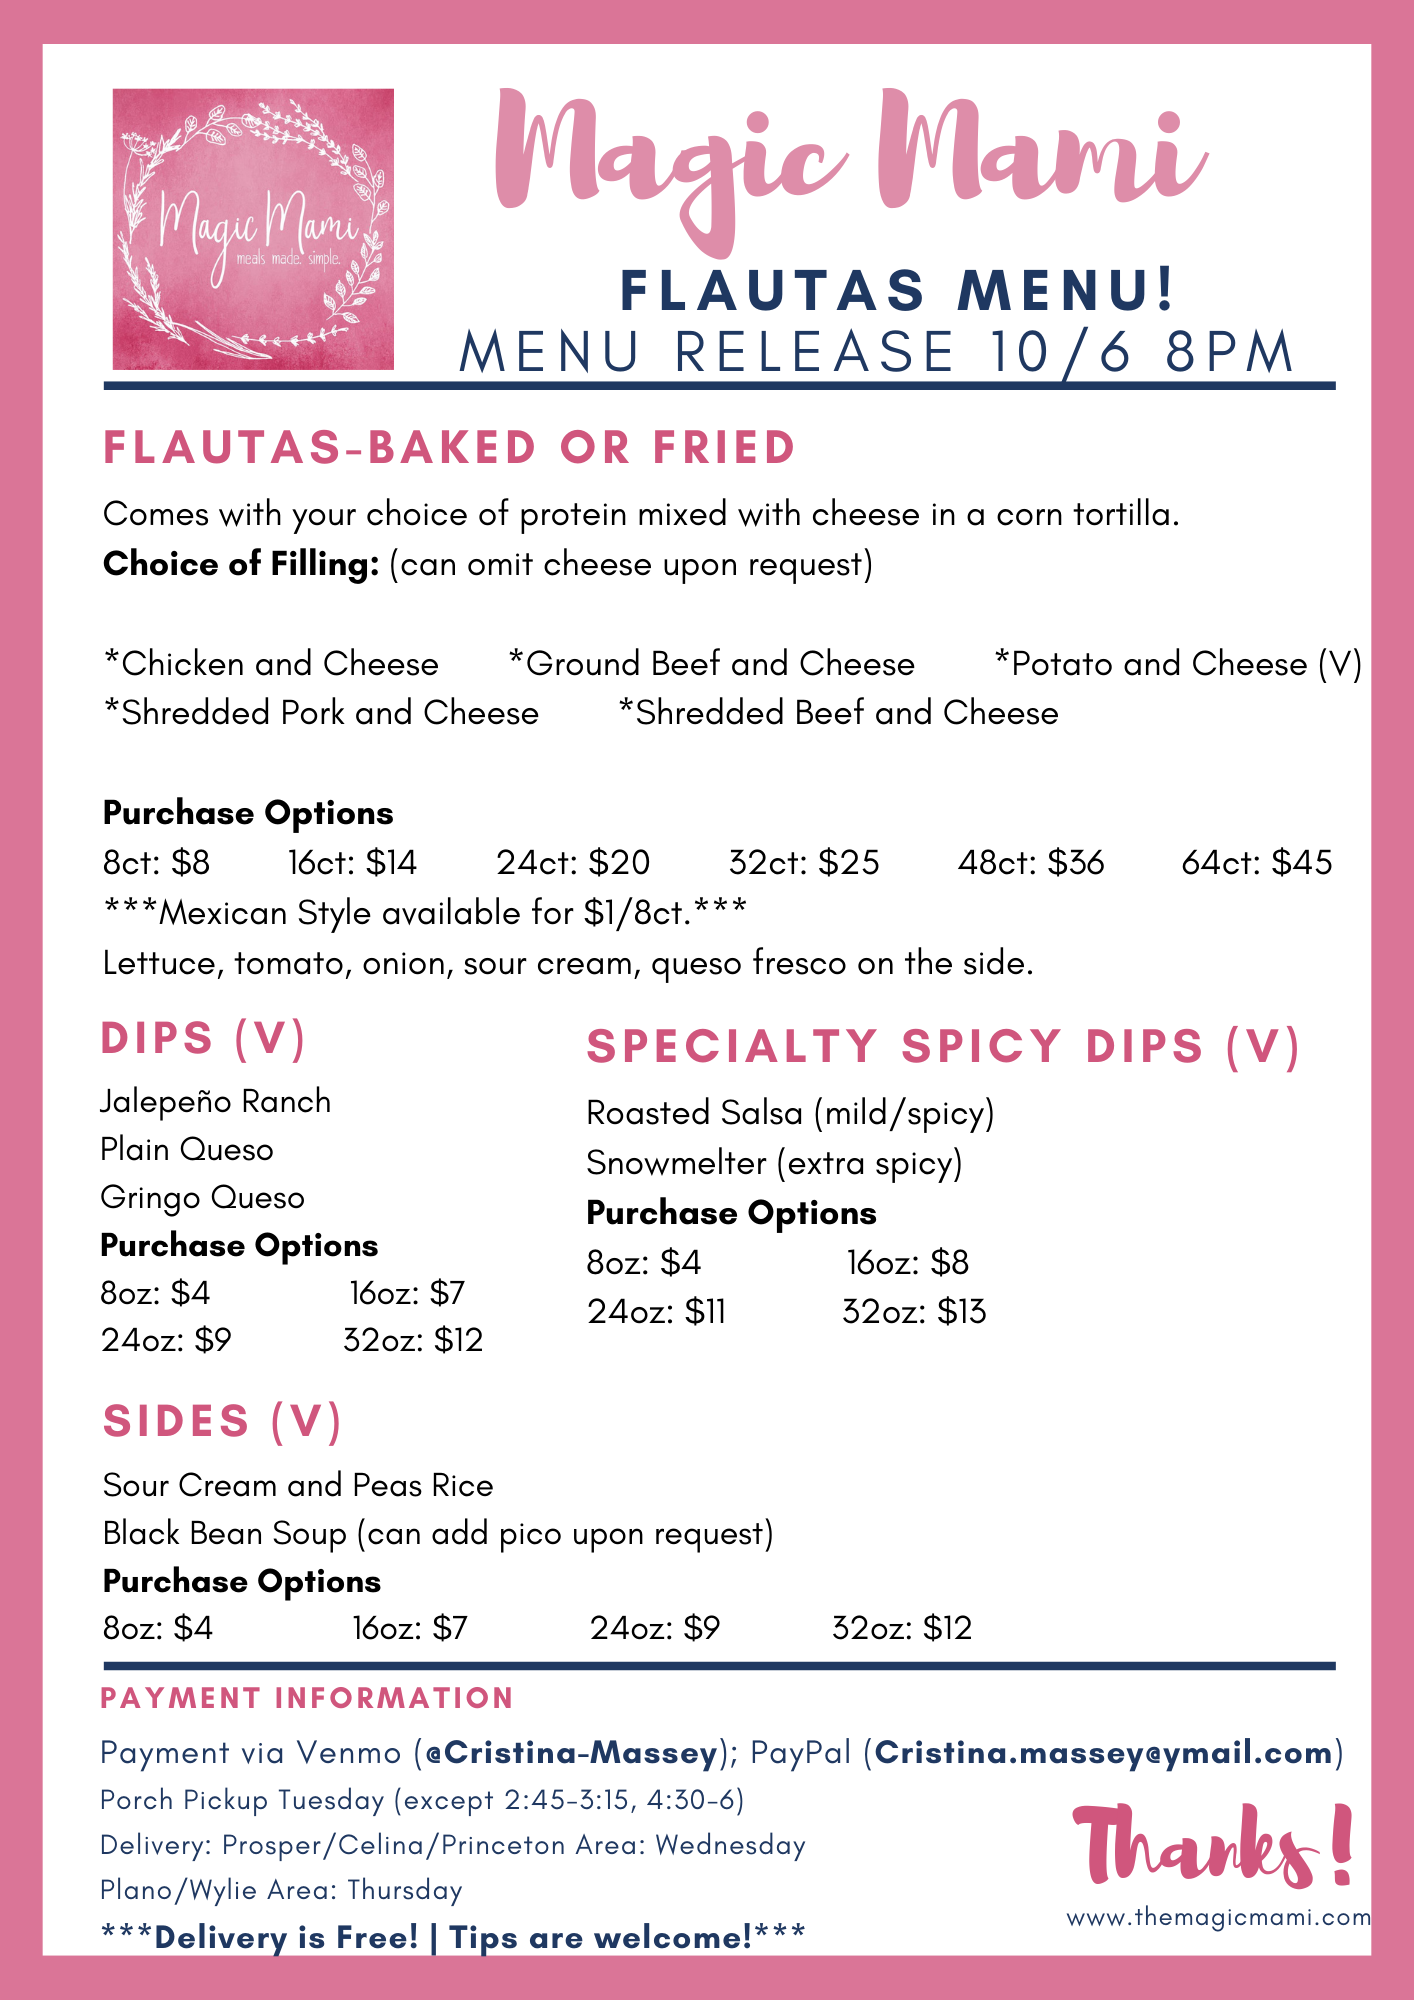 Magic Mami
meals made. simple.
Magic Mami
FLAUTAS MENU!
MENU RELEASE 10/6 8PM
FLAUTAS-BAKED OR FRIED
Comes with your choice of protein mixed with cheese in a corn tortilla.
Choice of Filling: (can omit cheese upon request)
*Chicken and Cheese *Ground Beef and Cheese *Potato and Cheese (V)
*Shredded Pork and Cheese *Shredded Beef and Cheese
Purchase Options
8ct: $8 16ct: $14 24ct: $20 32ct: $25 48ct: $36 64ct: $45
***Mexican Style available for $1/8ct.***
Lettuce, tomato, onion, sour cream, queso fresco on the side.
DIPS (V)
Jalepeño Ranch
Plain Queso
Gringo Queso
Purchase Options
8oz: $4 16oz: $7
24oz: $9 32oz: $12
SPECIALTY SPICY DIPS (V)
Roasted Salsa (mild/spicy)
Snowmelter (extra spicy)
Purchase Options
8oz: $4 16oz: $8
24oz: $11 32oz: $13
SIDES (V)
Sour Cream and Peas Rice
Black Bean Soup (can add pico upon request)
Purchase Options
8oz: $4 16oz: $7 24oz: $9 32oz: $12
PAYMENT INFORMATION
Payment via Venmo (@Cristina-Massey); PayPal (Cristina.massey@ymail.com)
Porch Pickup Tuesday (except 2:45-3:15, 4:30-6)
Delivery: Prosper/Celina/Princeton Area: Wednesday
Plano/Wylie Area: Thursday
***Delivery is Free! | Tips are welcome!***
Thanks!
www.themagicmami.com